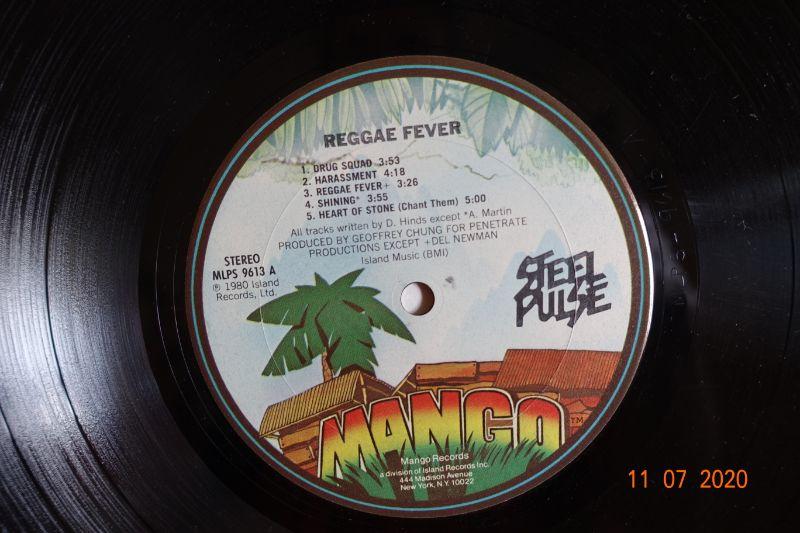 REGGAE FEVER
1. DRUG SQUAD 3:53
2. HARASSMENT 4:18
3. REGGAE FEVER+ 3:26
4. SHINING* 3:55
5. HEART OF STONE (Chant Them) 5:00
All tracks written by D. Hinds except *A. Martin
PRODUCED BY GEOFFREY CHUNG FOR PENETRATE
PRODUCTIONS EXCEPT +DEL NEWMAN
Island Music (BMI)
STEREO
MLPS 9613 A
℗ 1980 Island
Records, Ltd.
STEEL
PULSE
MANGO TM
Mango Records
a division of Island Records Inc.
444 Madison Avenue
New York, N.Y. 10022
11 07 2020